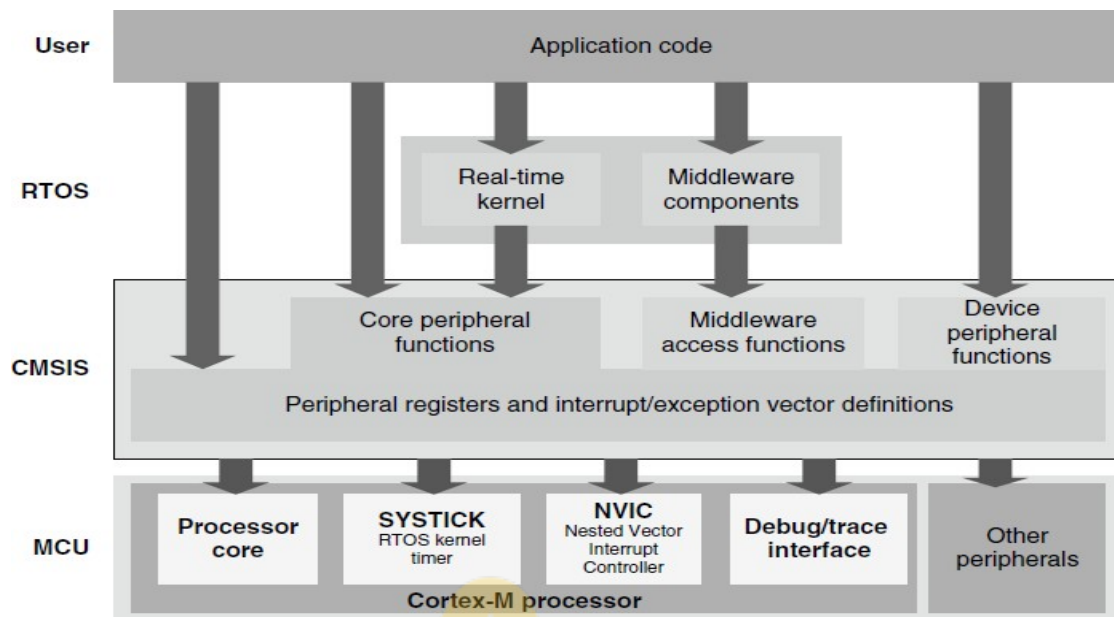 User
Application code
RTOS
Real-time
kernel
Middleware
components
CMSIS
Core peripheral
functions
Middleware
access functions
Device
peripheral
functions
Peripheral registers and interrupt/exception vector definitions
MCU
Processor
core
SYSTICK
RTOS kernel
timer
NVIC
Nested Vector
Interrupt
Controller
Debug/trace
interface
Other
peripherals
Cortex-M processor